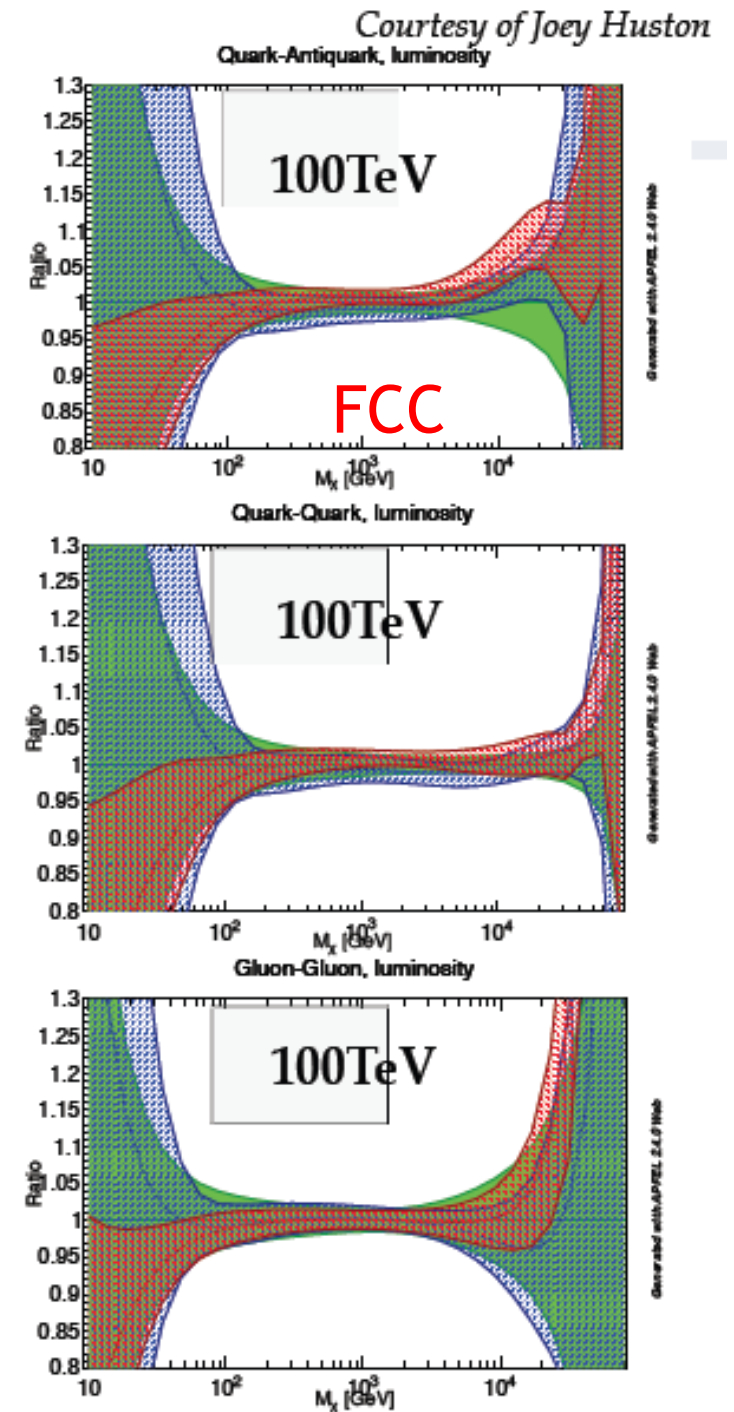 Courtesy of Joey Huston
Quark-Antiquark, luminosity
1.3
1.25
1.2
1.15
1.1
1.05
1
0.95
0.9
0.85
0.8
Ratio
100TeV
FCC
Generated with APFEL 2.4.0 Web
10
10²
10³
10⁴
Mₓ [GeV]
Quark-Quark, luminosity
1.3
1.25
1.2
1.15
1.1
1.05
1
0.95
0.9
0.85
0.8
Ratio
100TeV
Generated with APFEL 2.4.0 Web
10
10²
10³
10⁴
Mₓ [GeV]
Gluon-Gluon, luminosity
1.3
1.25
1.2
1.15
1.1
1.05
1
0.95
0.9
0.85
0.8
Ratio
100TeV
Generated with APFEL 2.4.0 Web
10
10²
10³
10⁴
Mₓ [GeV]